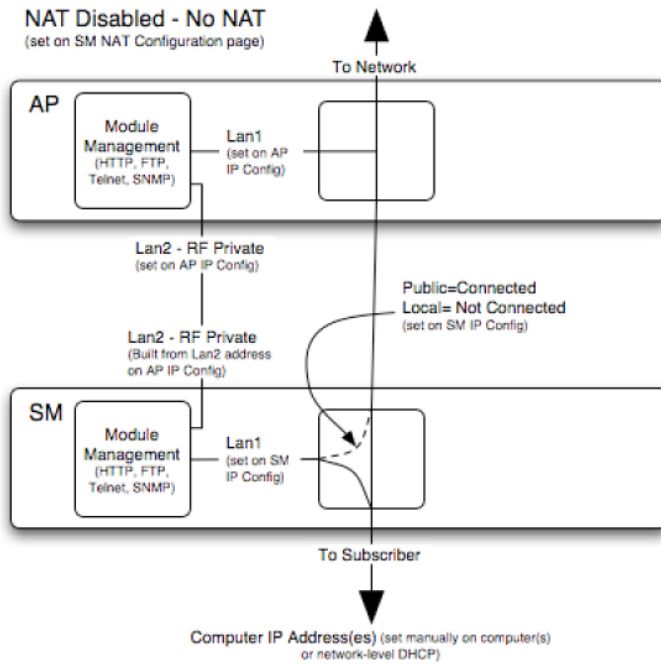 NAT Disabled - No NAT
(set on SM NAT Configuration page)
To Network
AP
Module
Management
(HTTP, FTP,
Telnet, SNMP)
Lan1
(set on AP
IP Config)
Lan2 - RF Private
(set on AP IP Config)
Public=Connected
Local= Not Connected
(set on SM IP Config)
Lan2 - RF Private
(Built from Lan2 address
on AP IP Config)
SM
Module
Management
(HTTP, FTP,
Telnet, SNMP)
Lan1
(set on SM
IP Config)
To Subscriber
Computer IP Address(es) (set manually on computer(s)
or network-level DHCP)